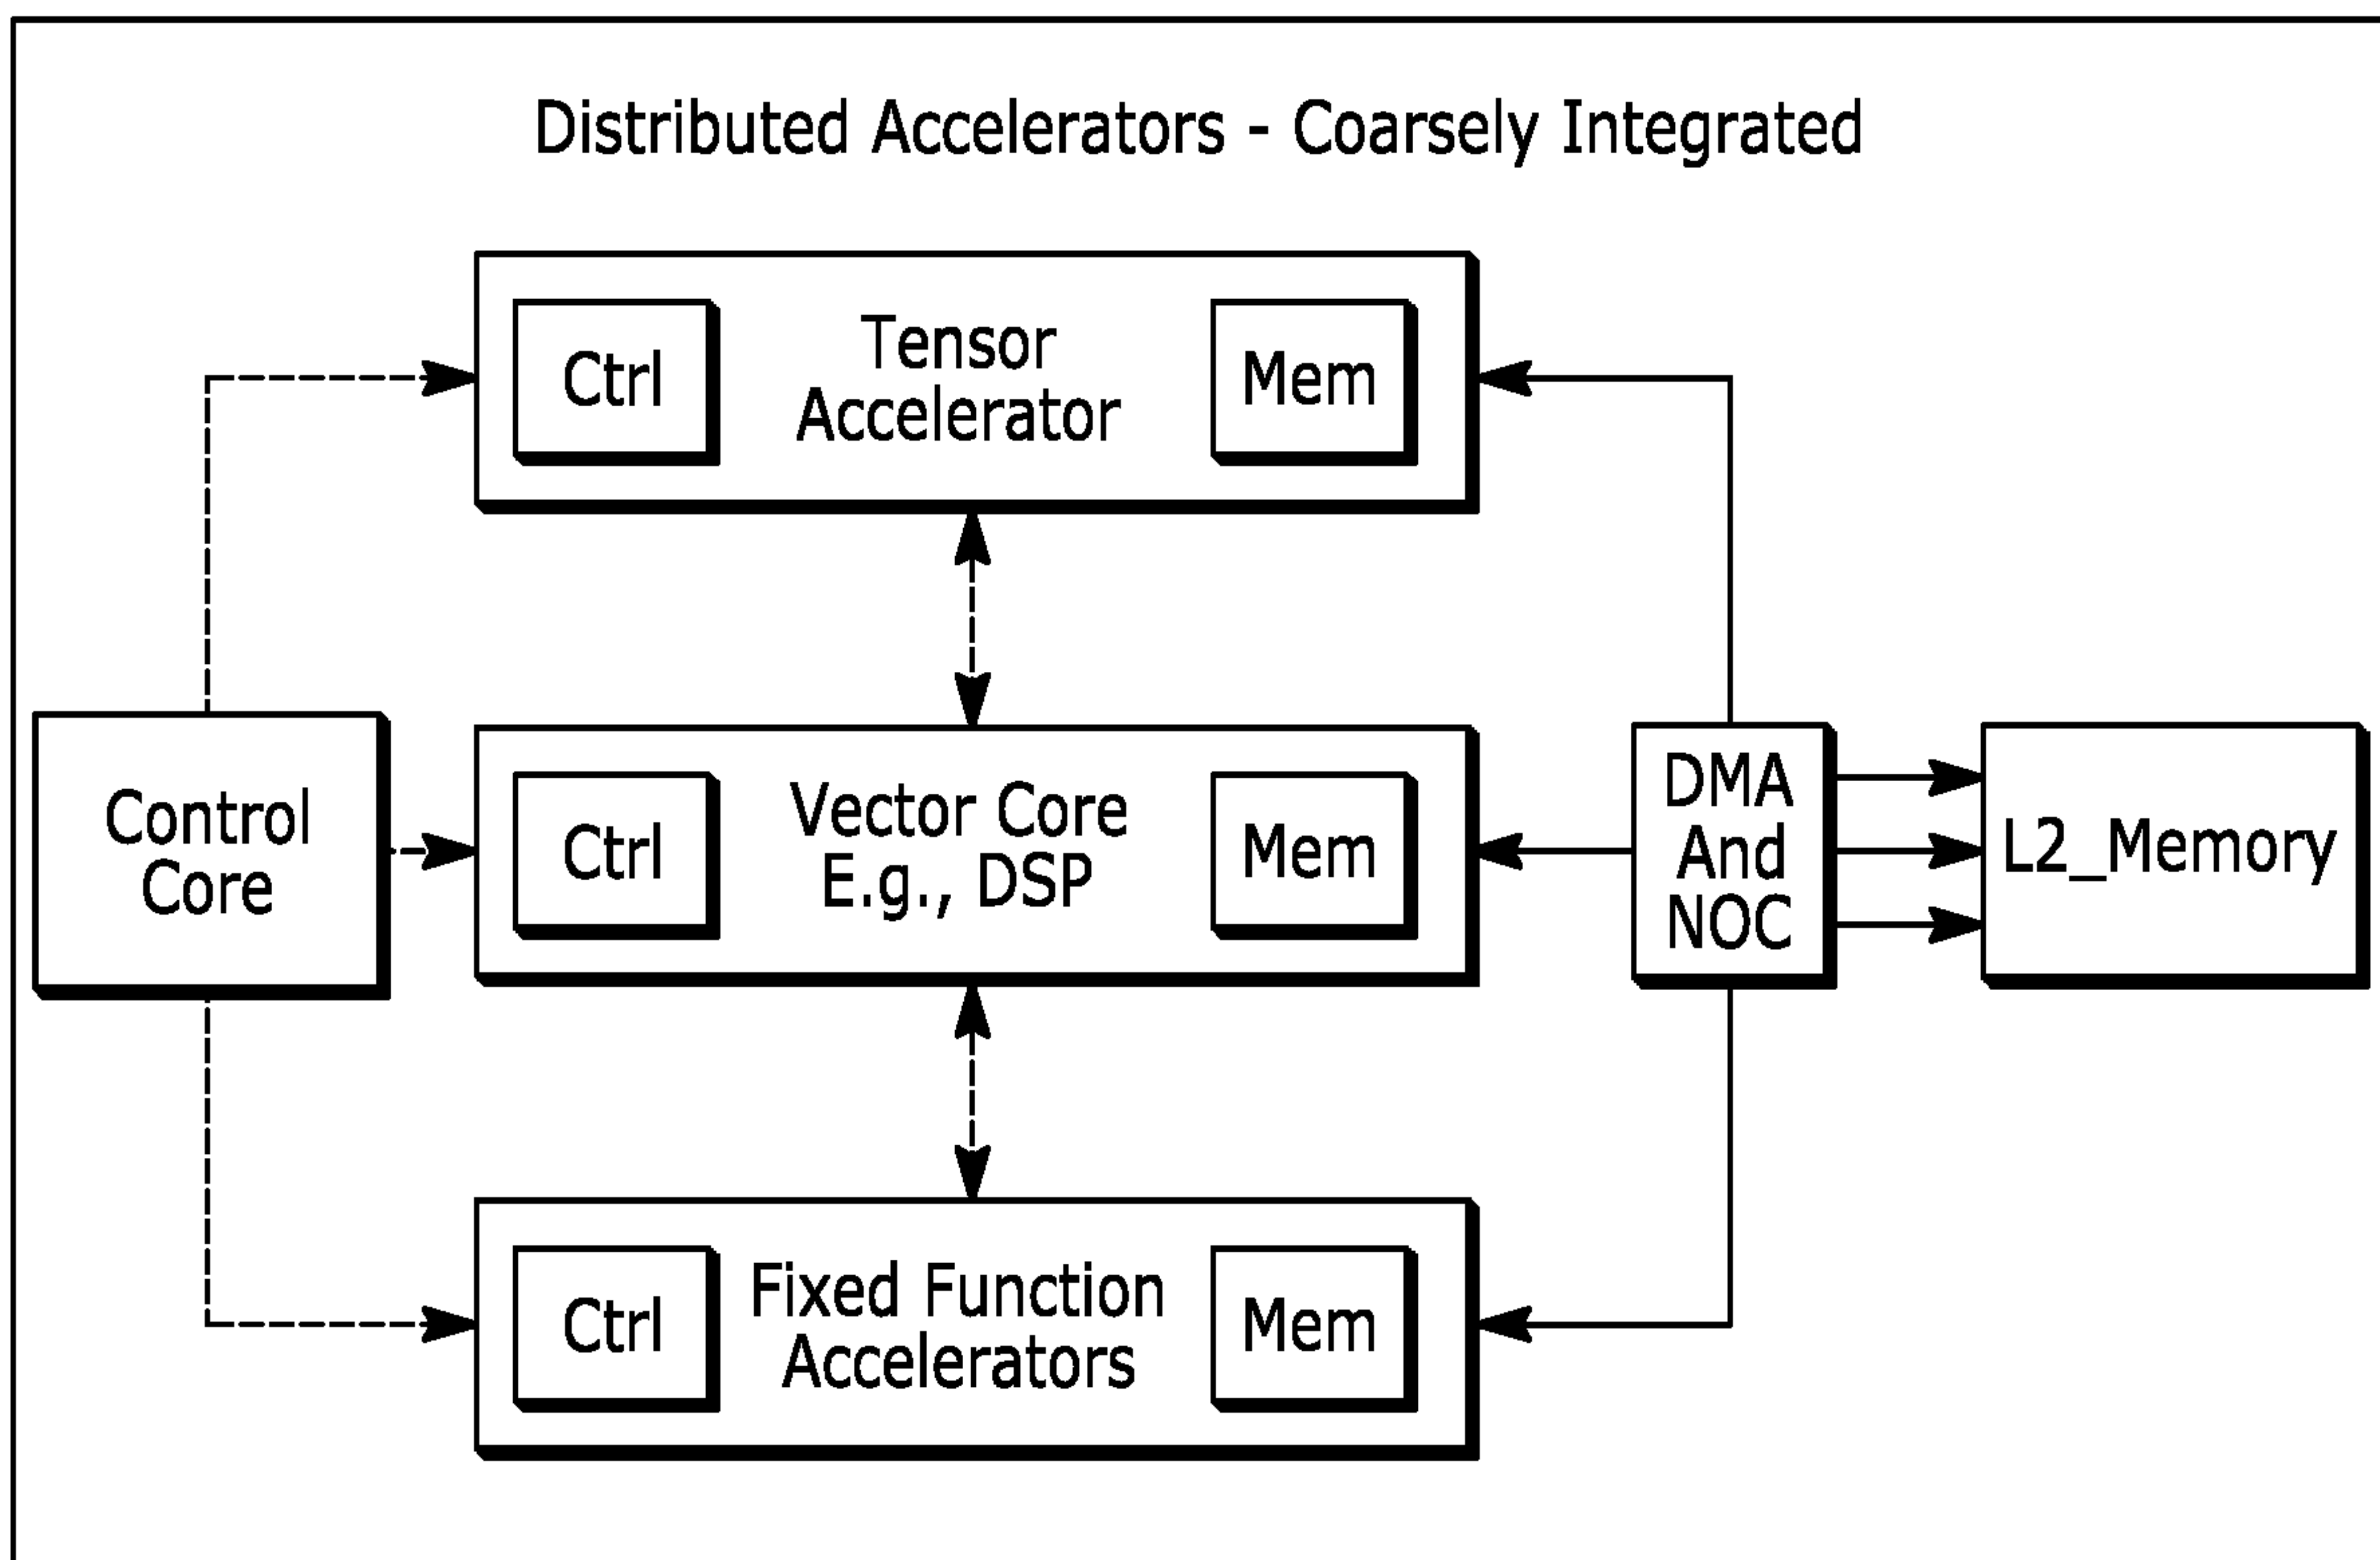 Distributed Accelerators - Coarsely Integrated
Ctrl
Tensor
Accelerator
Mem
Control
Core
Ctrl
Vector Core
E.g., DSP
Mem
DMA
And
NOC
L2_Memory
Ctrl
Fixed Function
Accelerators
Mem